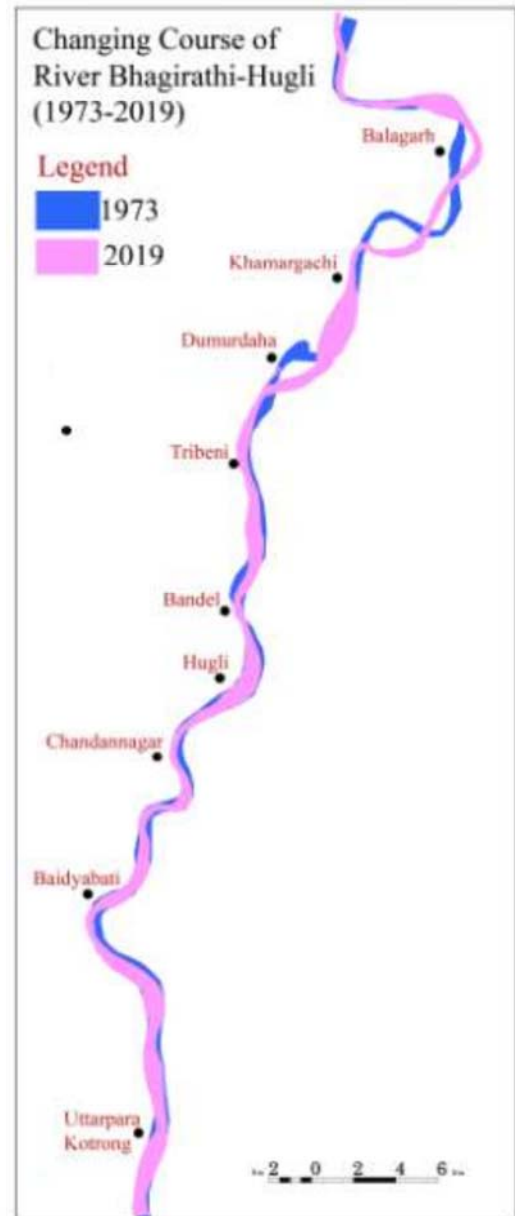 Changing Course of
River Bhagirathi-Hugli
(1973-2019)
Legend
1973
2019
Balagarh
Khamargachi
Dumurdaha
Tribeni
Bandel
Hugli
Chandannagar
Baidyabati
Uttarpara
Kotrong
2 0 2 4 6